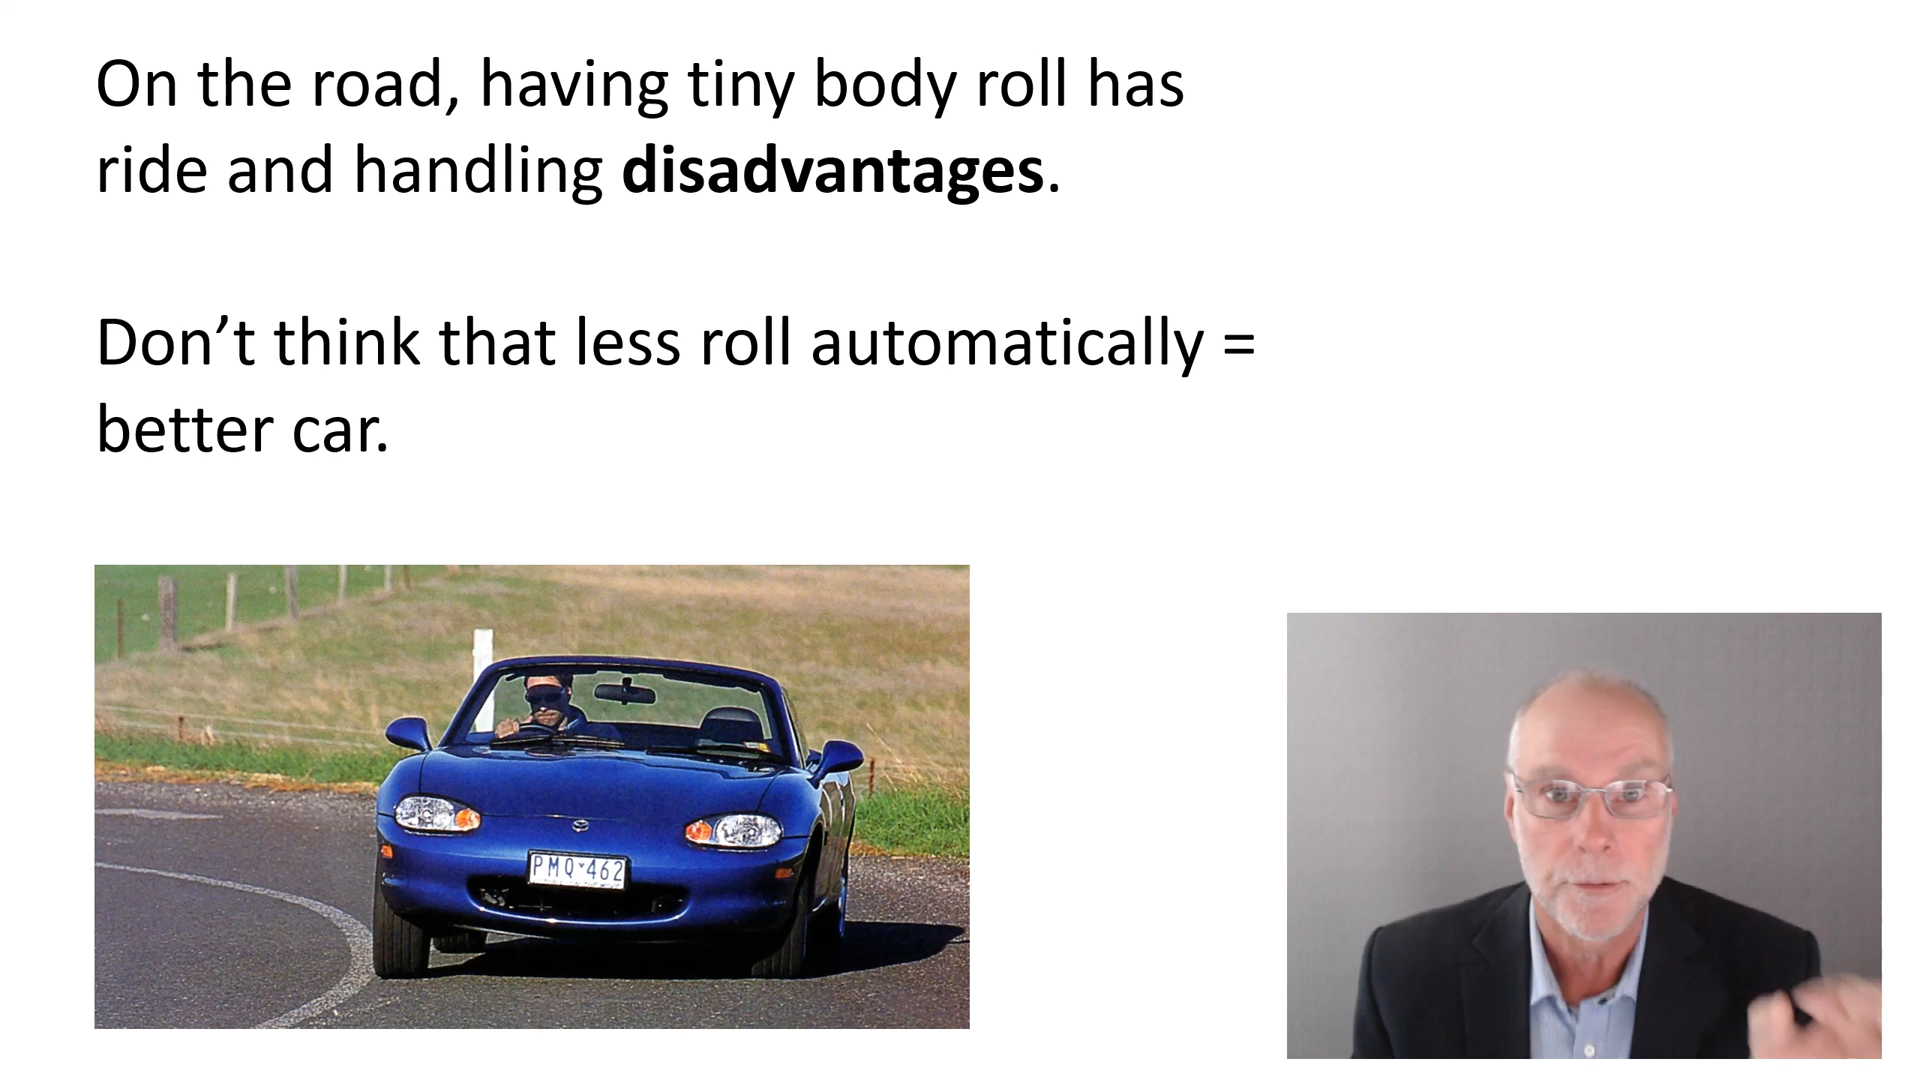 On the road, having tiny body roll has
ride and handling disadvantages.
Don’t think that less roll automatically =
better car.
PMQ*462